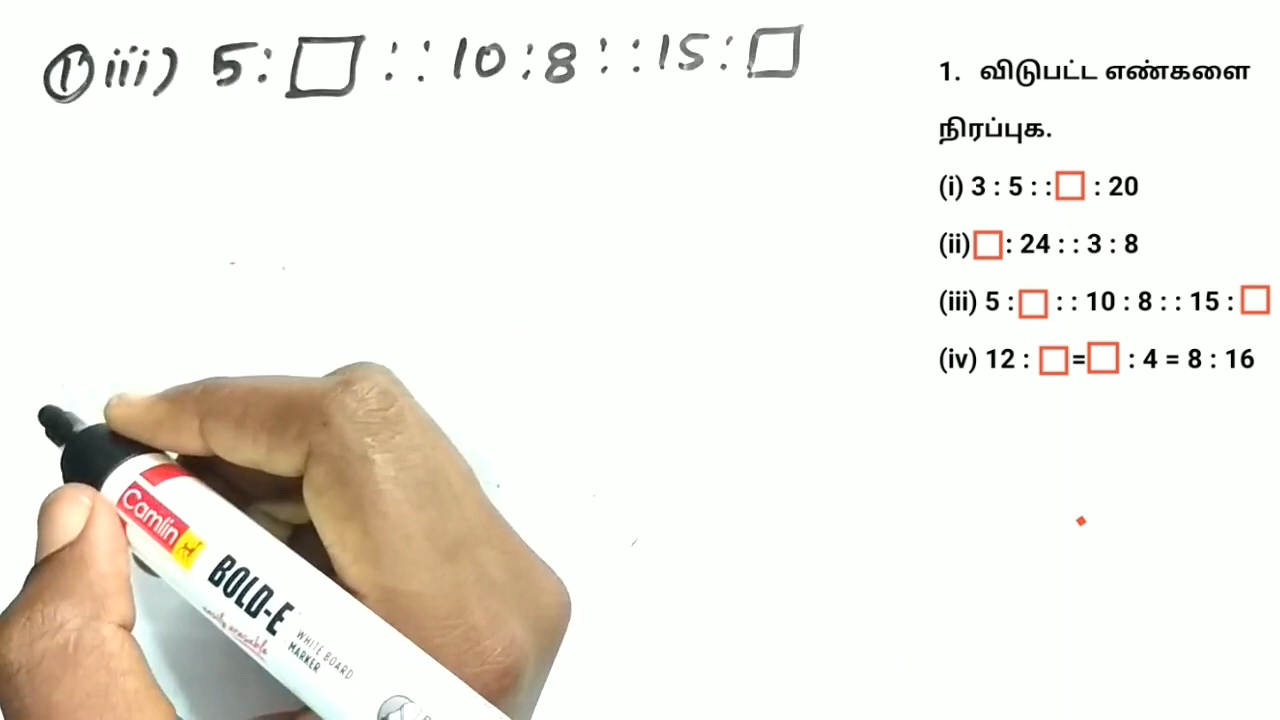 ① iii) 5 : □ : : 10 : 8 : : 15 : □
1. விடுபட்ட எண்களை
நிரப்புக.
(i) 3 : 5 : : □ : 20
(ii) □ : 24 : : 3 : 8
(iii) 5 : □ : : 10 : 8 : : 15 : □
(iv) 12 : □ = □ : 4 = 8 : 16
Camlin
BOLD-E
WHITE BOARD
MARKER